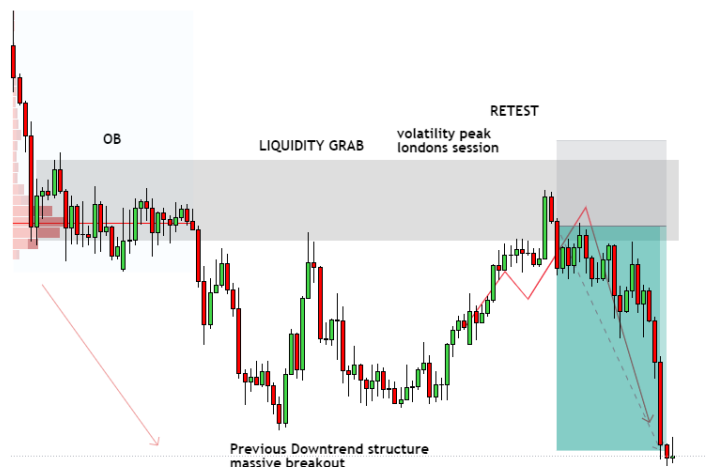 RETEST
OB
LIQUIDITY GRAB
volatility peak
londons session
Previous Downtrend structure
massive breakout